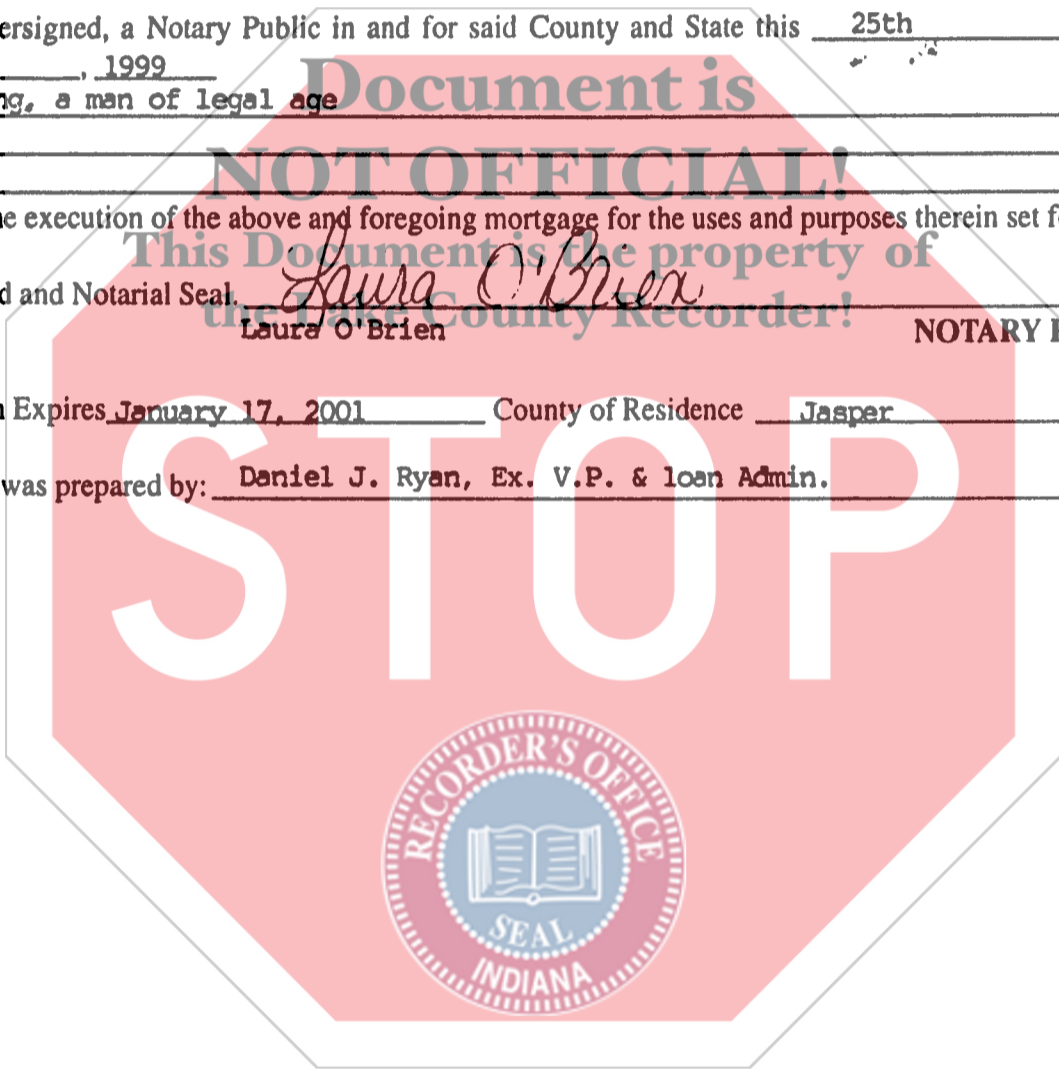 ersigned, a Notary Public in and for said County and State this 25th
, 1999
ng, a man of legal age
Document is
NOT OFFICIAL!
e execution of the above and foregoing mortgage for the uses and purposes therein set f
This Document is the property of
d and Notarial Seal. Laura O'Brien
the Lake County Recorder!
Laura O'Brien NOTARY P
Expires January 17, 2001 County of Residence Jasper
was prepared by: Daniel J. Ryan, Ex. V.P. & loan Admin.
STOP
RECORDER'S OFFICE
SEAL
INDIANA